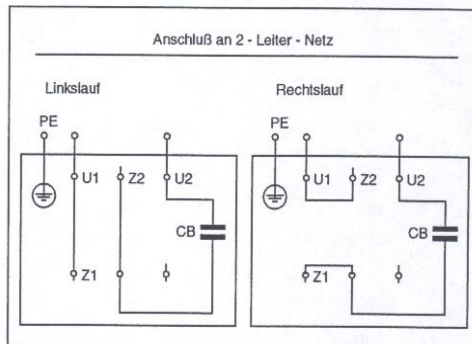 Anschluß an 2 - Leiter - Netz
Linkslauf
Rechtslauf
PE
PE
U1 Z2 U2
U1 Z2 U2
CB
CB
Z1
Z1